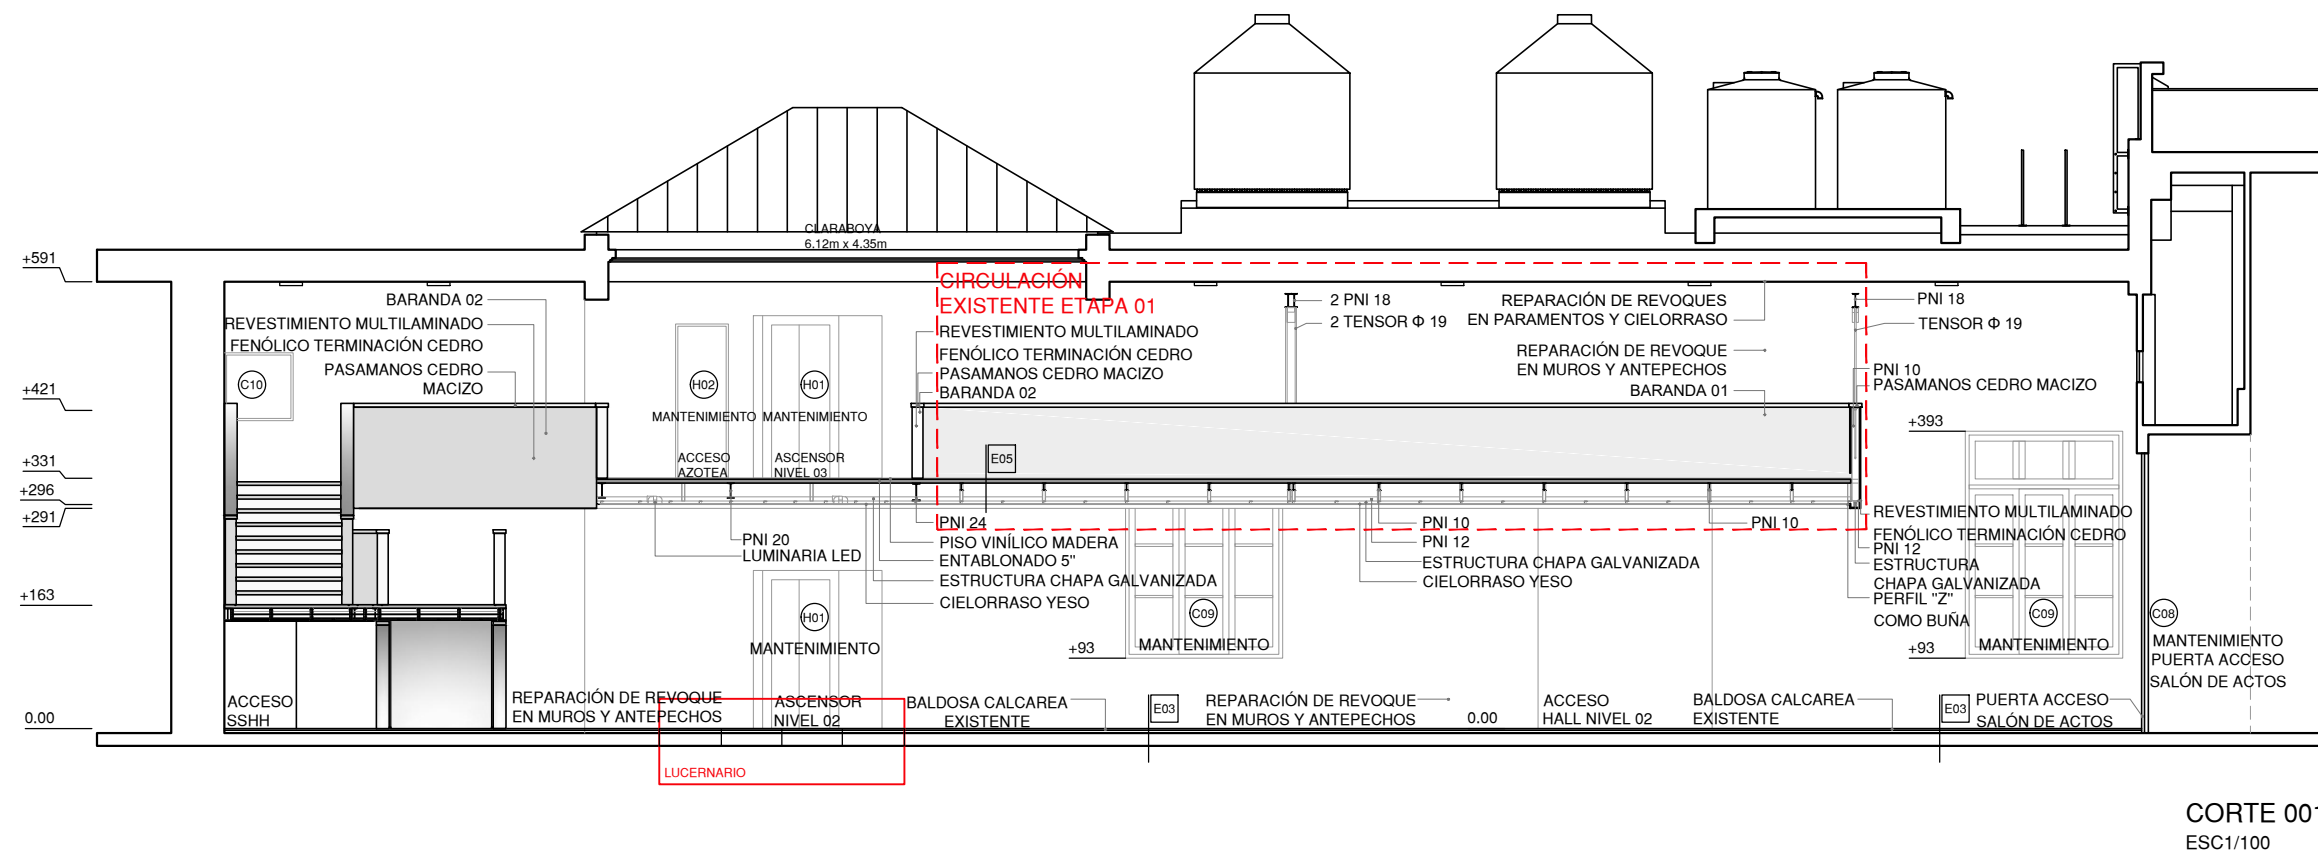 CLARABOYA
6.12m x 4.35m
+591
+421
+331
+296
+291
+163
0.00
BARANDA 02
REVESTIMIENTO MULTILAMINADO
FENÓLICO TERMINACIÓN CEDRO
PASAMANOS CEDRO
MACIZO
C10
H02
MANTENIMIENTO
H01
MANTENIMIENTO
ACCESO
AZOTEA
ASCENSOR
NIVEL 03
CIRCULACIÓN
EXISTENTE ETAPA 01
REVESTIMIENTO MULTILAMINADO
FENÓLICO TERMINACIÓN CEDRO
PASAMANOS CEDRO MACIZO
BARANDA 02
E05
2 PNI 18
2 TENSOR Φ 19
REPARACIÓN DE REVOQUES
EN PARAMENTOS Y CIELORRASO
REPARACIÓN DE REVOQUE
EN MUROS Y ANTEPECHOS
BARANDA 01
PNI 18
TENSOR Φ 19
PNI 10
PASAMANOS CEDRO MACIZO
+393
PNI 20
LUMINARIA LED
PNI 24
PISO VINÍLICO MADERA
ENTABLONADO 5"
ESTRUCTURA CHAPA GALVANIZADA
CIELORRASO YESO
PNI 10
PNI 12
ESTRUCTURA CHAPA GALVANIZADA
CIELORRASO YESO
PNI 10
REVESTIMIENTO MULTILAMINADO
FENÓLICO TERMINACIÓN CEDRO
PNI 12
ESTRUCTURA
CHAPA GALVANIZADA
PERFIL "Z"
COMO BUÑA
H01
MANTENIMIENTO
C09
MANTENIMIENTO
+93
C09
MANTENIMIENTO
+93
C08
MANTENIMIENTO
PUERTA ACCESO
SALÓN DE ACTOS
ACCESO
SSHH
REPARACIÓN DE REVOQUE
EN MUROS Y ANTEPECHOS
ASCENSOR
NIVEL 02
BALDOSA CALCAREA
EXISTENTE
E03
REPARACIÓN DE REVOQUE
EN MUROS Y ANTEPECHOS
0.00
ACCESO
HALL NIVEL 02
BALDOSA CALCAREA
EXISTENTE
E03
PUERTA ACCESO
SALÓN DE ACTOS
LUCERNARIO
CORTE 001
ESC1/100